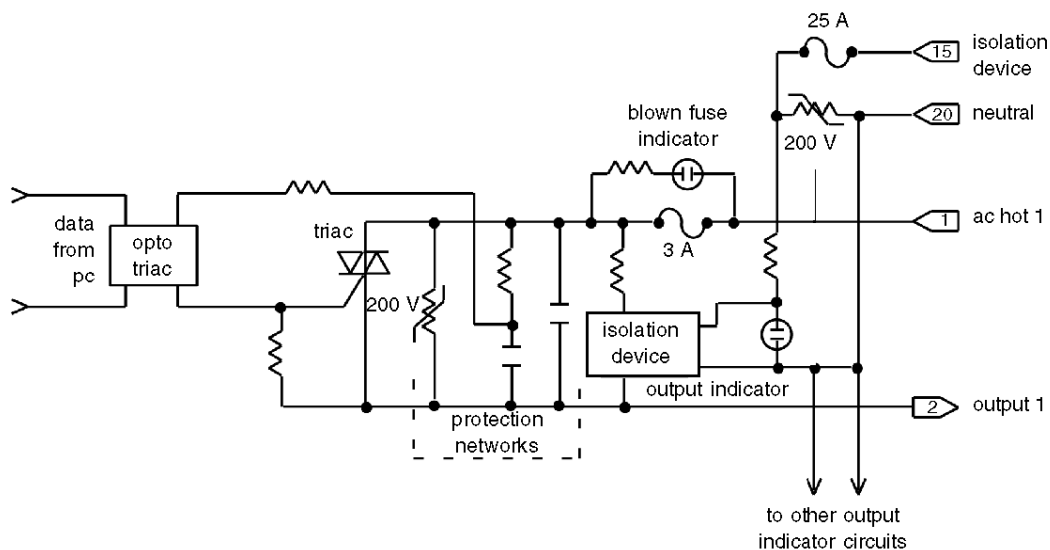 25 A
15
isolation
device
20
neutral
200 V
blown fuse
indicator
data
from
pc
opto
triac
triac
200 V
3 A
1
ac hot 1
isolation
device
output indicator
protection
networks
2
output 1
to other output
indicator circuits